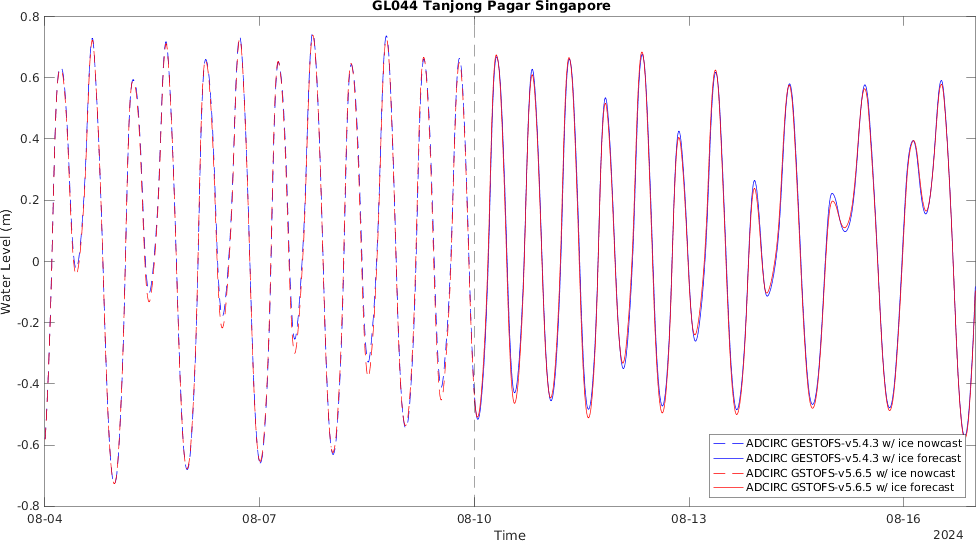 GL044 Tanjong Pagar Singapore
0.8
0.6
0.4
0.2
0
-0.2
-0.4
-0.6
-0.8
Water Level (m)
ADCIRC GESTOFS-v5.4.3 w/ ice nowcast
ADCIRC GESTOFS-v5.4.3 w/ ice forecast
ADCIRC GSTOFS-v5.6.5 w/ ice nowcast
ADCIRC GSTOFS-v5.6.5 w/ ice forecast
08-04
08-07
08-10
08-13
08-16
Time
2024